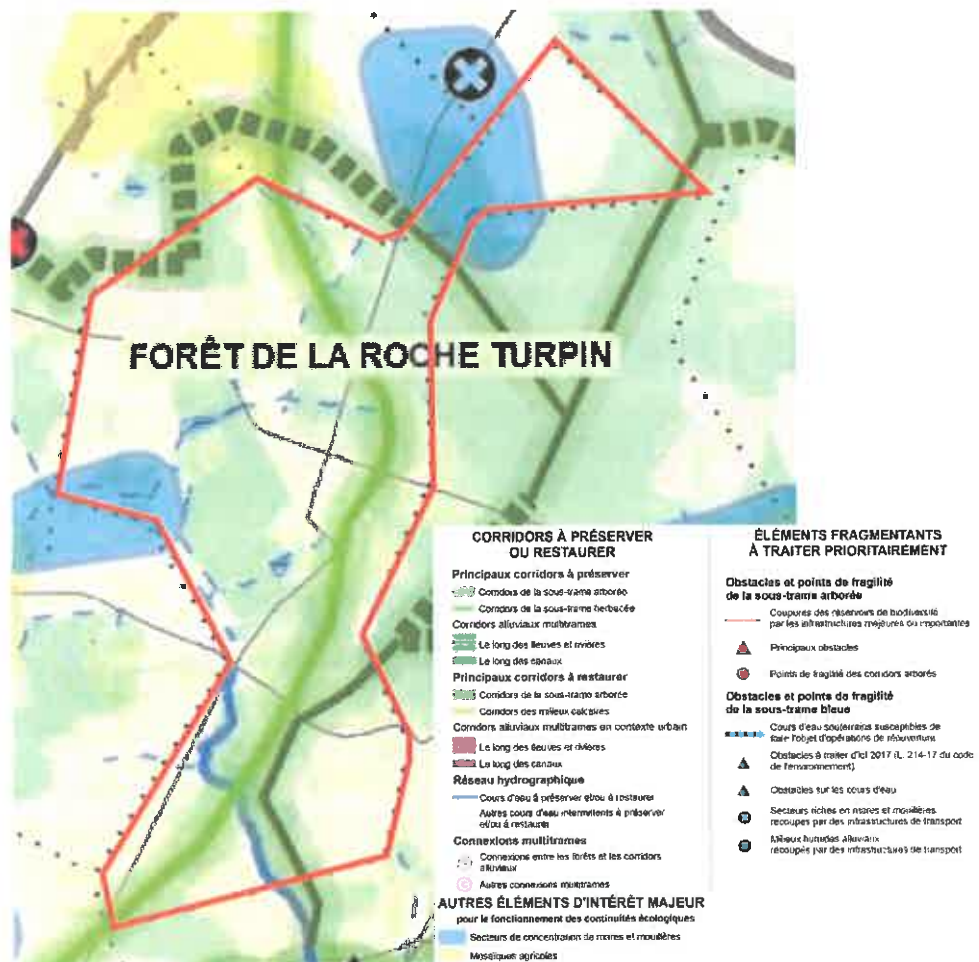 FORÊT DE LA ROCHE TURPIN
CORRIDORS À PRÉSERVER
OU RESTAURER
Principaux corridors à préserver
Corridors de la sous-trame arborée
Corridors de la sous-trame herbacée
Corridors alluviaux multitrames
Le long des fleuves et rivières
Le long des canaux
Principaux corridors à restaurer
Corridors de la sous-trame arborée
Corridors des milieux calcaires
Corridors alluviaux multitrames en contexte urbain
Le long des fleuves et rivières
Le long des canaux
Réseau hydrographique
Cours d'eau à préserver et/ou à restaurer
Autres cours d'eau intermittents à préserver
et/ou à restaurer
Connexions multitrames
Connexions entre les forêts et les corridors
alluviaux
Autres connexions multitrames
AUTRES ÉLÉMENTS D'INTÉRÊT MAJEUR
pour le fonctionnement des continuités écologiques
Secteurs de concentration de mares et mouillères
Mosaïques agricoles
ÉLÉMENTS FRAGMENTANTS
À TRAITER PRIORITAIREMENT
Obstacles et points de fragilité
de la sous-trame arborée
Coupures des réservoirs de biodiversité
par les infrastructures majeures ou importantes
Principaux obstacles
Points de fragilité des corridors arborés
Obstacles et points de fragilité
de la sous-trame bleue
Cours d'eau souterrains susceptibles de
faire l'objet d'opérations de réouverture
Obstacles à traiter d'ici 2017 (L. 214-17 du code
de l'environnement)
Obstacles sur les cours d'eau
Secteurs riches en mares et mouillères
recoupés par des infrastructures de transport
Milieux humides alluviaux
recoupés par des infrastructures de transport